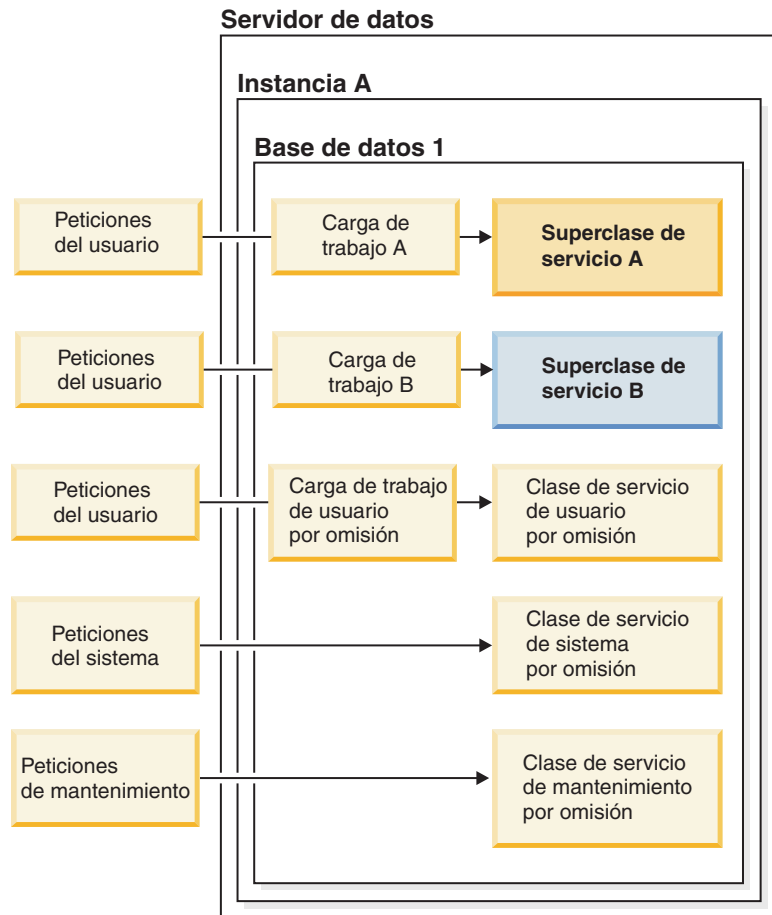 Servidor de datos
Instancia A
Base de datos 1
Peticiones
del usuario
Carga de
trabajo A
Superclase de
servicio A
Peticiones
del usuario
Carga de
trabajo B
Superclase de
servicio B
Peticiones
del usuario
Carga de trabajo
de usuario
por omisión
Clase de servicio
de usuario
por omisión
Peticiones
del sistema
Clase de servicio
de sistema
por omisión
Peticiones
de mantenimiento
Clase de servicio
de mantenimiento
por omisión